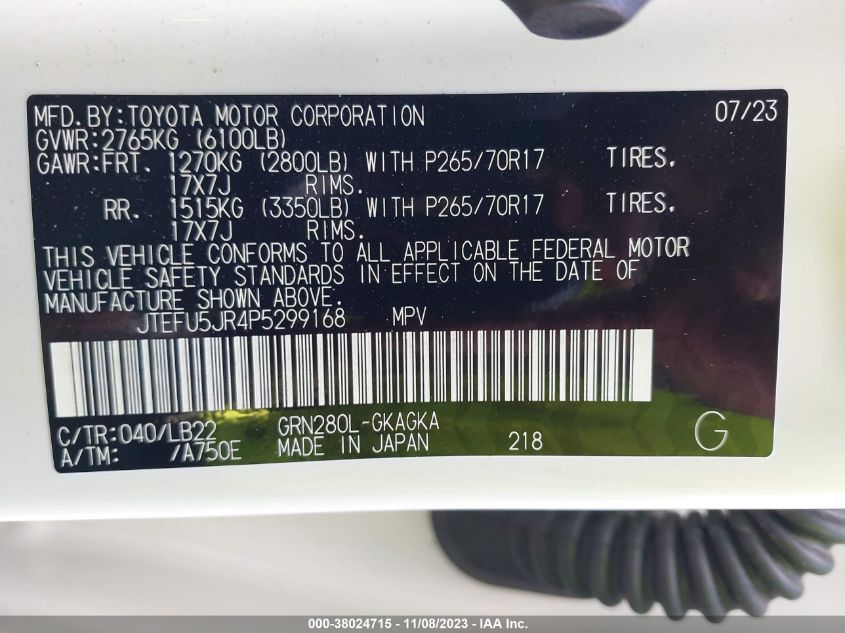 MFD.BY:TOYOTA MOTOR CORPORATION 07/23
GVWR:2765KG (6100LB)
GAWR:FRT. 1270KG (2800LB) WITH P265/70R17 TIRES.
17X7J RIMS.
RR. 1515KG (3350LB) WITH P265/70R17 TIRES.
17X7J RIMS.
THIS VEHICLE CONFORMS TO ALL APPLICABLE FEDERAL MOTOR
VEHICLE SAFETY STANDARDS IN EFFECT ON THE DATE OF
MANUFACTURE SHOWN ABOVE.
JTEFU5JR4P5299168 MPV
C/TR:040/LB22 GRN280L-GKAGKA
A/TM: /A750E MADE IN JAPAN 218 G
000-38024715 - 11/08/2023 - IAA Inc.